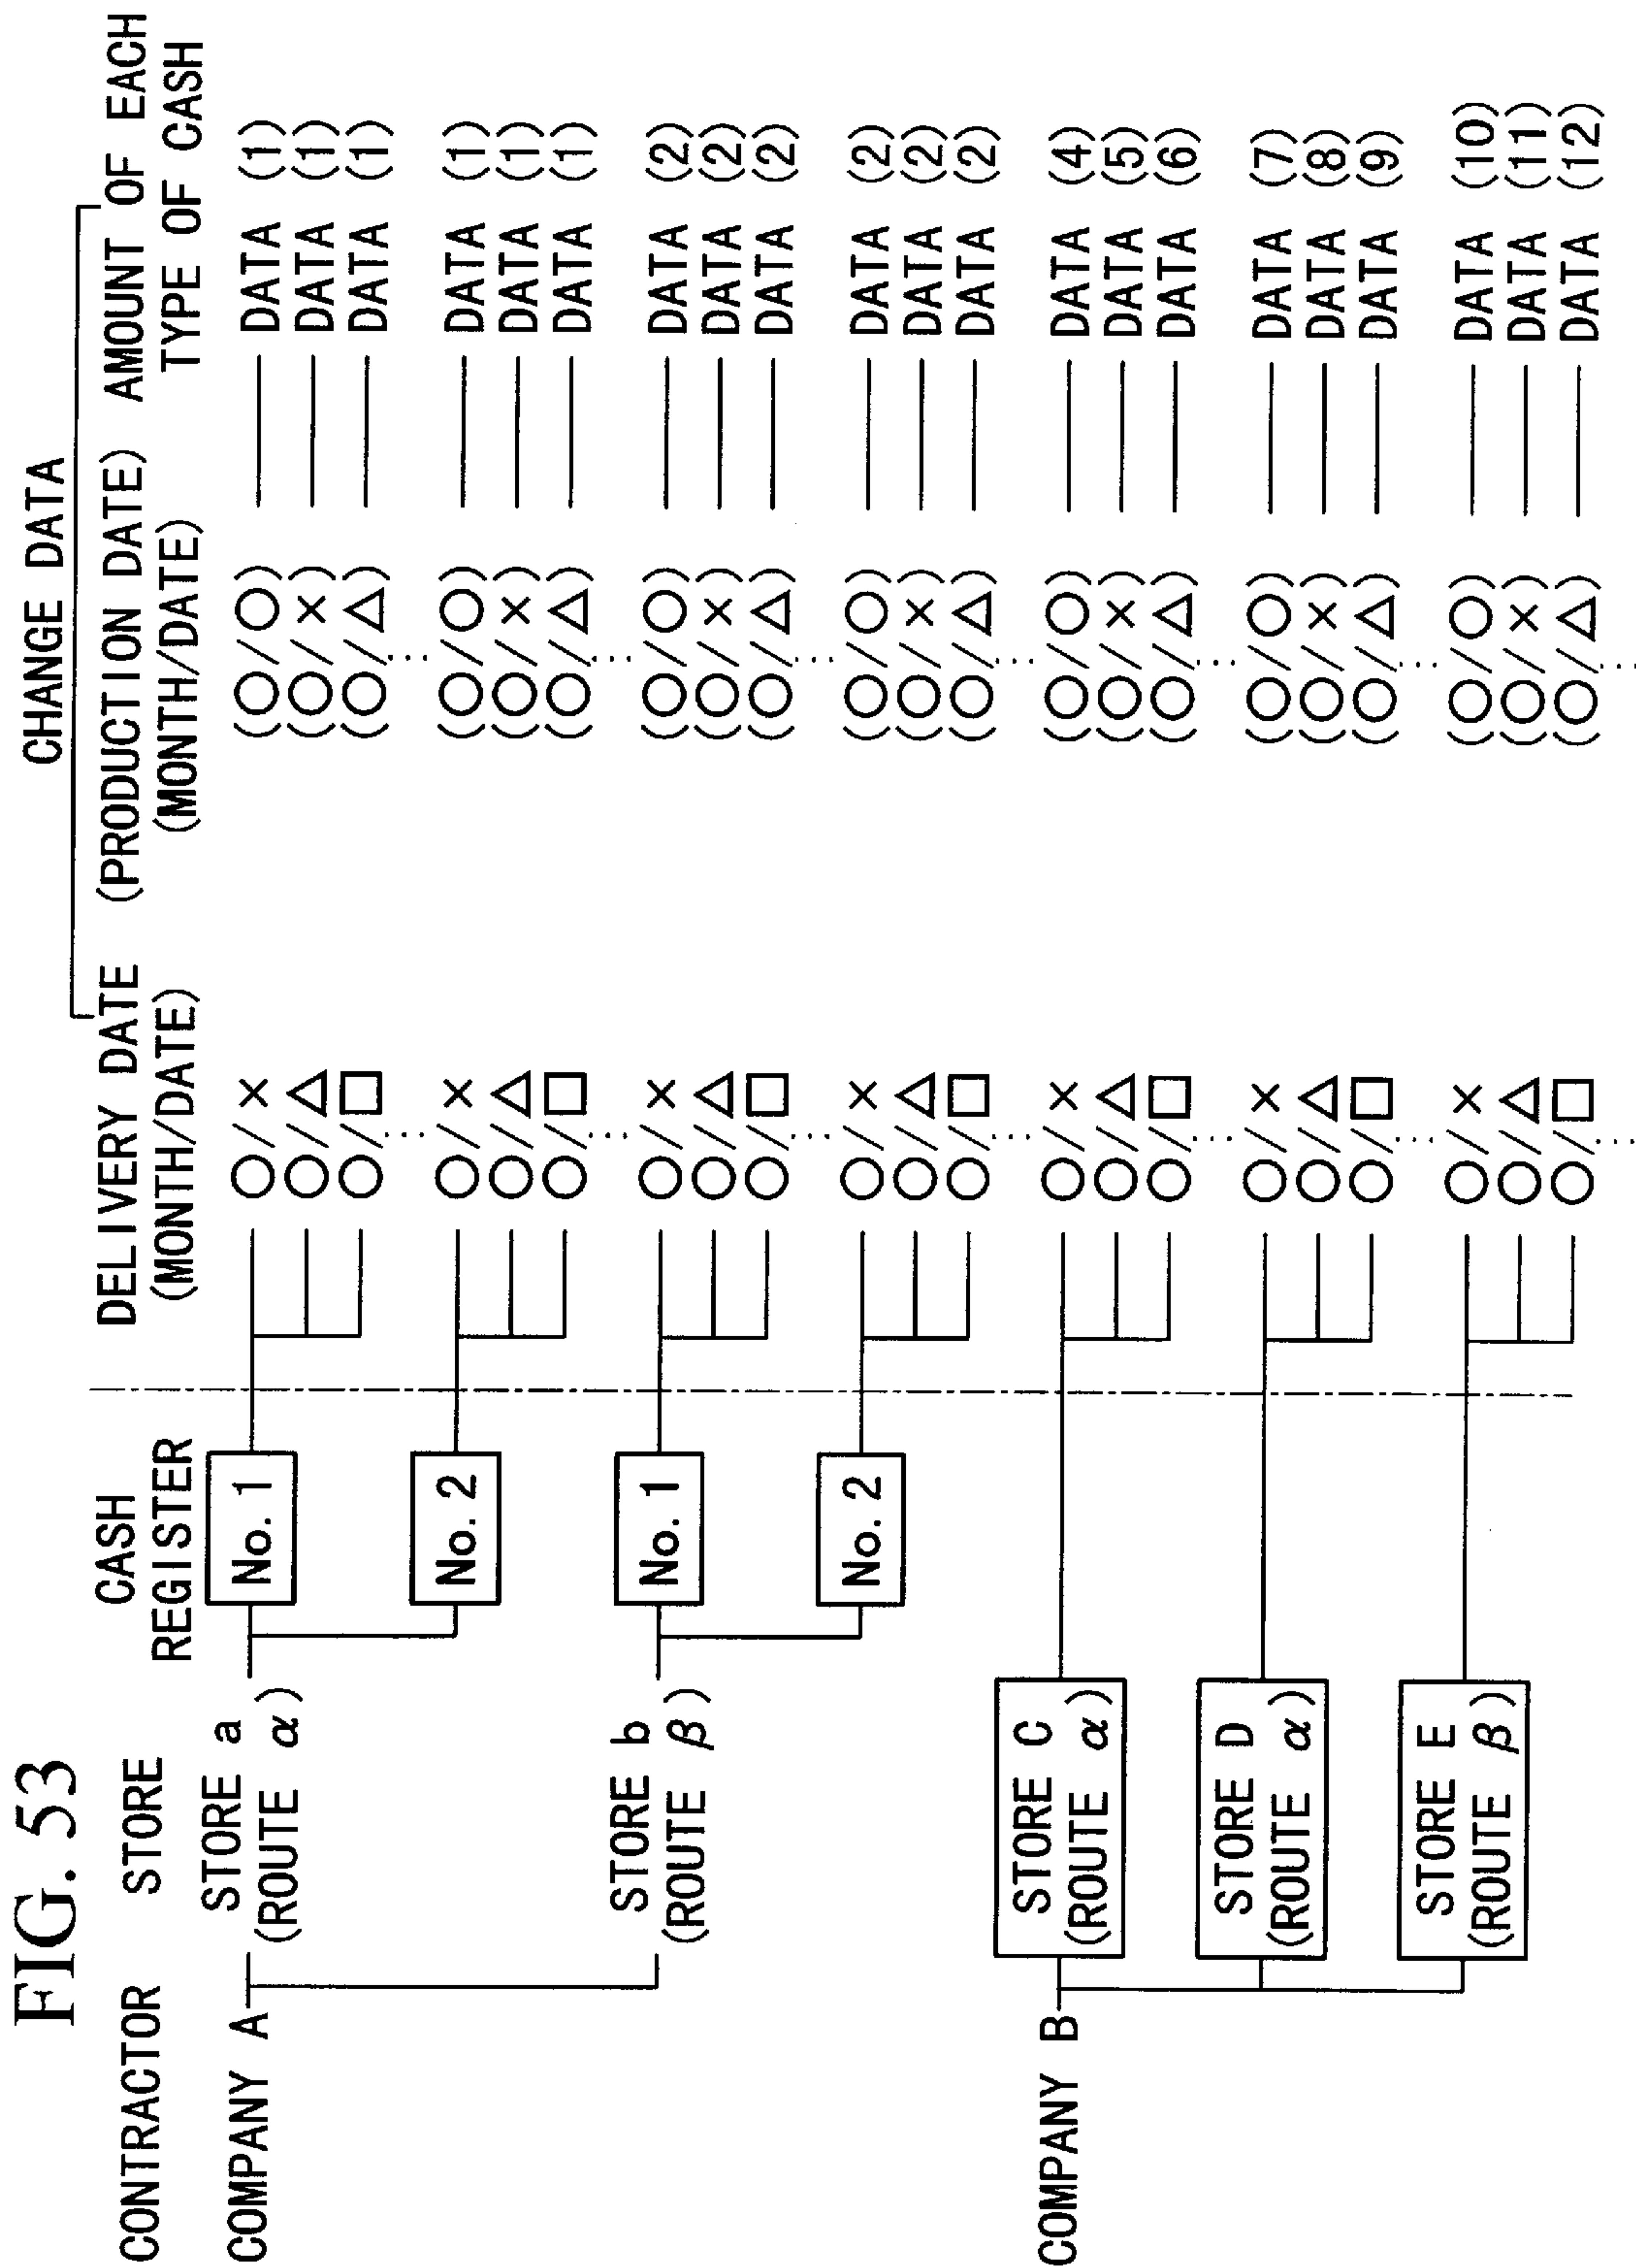 FIG. 53
CHANGE DATA
CONTRACTOR STORE CASH REGISTER DELIVERY DATE (MONTH/DATE) (PRODUCTION DATE) (MONTH/DATE) AMOUNT OF EACH TYPE OF CASH
COMPANY A STORE a (ROUTE α) No. 1 ○/× (○/○) DATA (1)
○/△ (○/×) DATA (1)
○/□ (○/△) DATA (1)
No. 2 ○/× (○/○) DATA (1)
○/△ (○/×) DATA (1)
○/□ (○/△) DATA (1)
STORE b (ROUTE β) No. 1 ○/× (○/○) DATA (2)
○/△ (○/×) DATA (2)
○/□ (○/△) DATA (2)
No. 2 ○/× (○/○) DATA (2)
○/△ (○/×) DATA (2)
○/□ (○/△) DATA (2)
COMPANY B STORE C (ROUTE α) ○/× (○/○) DATA (4)
○/△ (○/×) DATA (5)
○/□ (○/△) DATA (6)
STORE D (ROUTE α) ○/× (○/○) DATA (7)
○/△ (○/×) DATA (8)
○/□ (○/△) DATA (9)
STORE E (ROUTE β) ○/× (○/○) DATA (10)
○/△ (○/×) DATA (11)
○/□ (○/△) DATA (12)